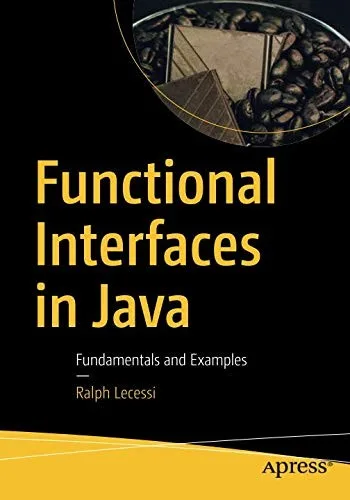 Functional
Interfaces
in Java
Fundamentals and Examples
—
Ralph Lecessi
Apress®